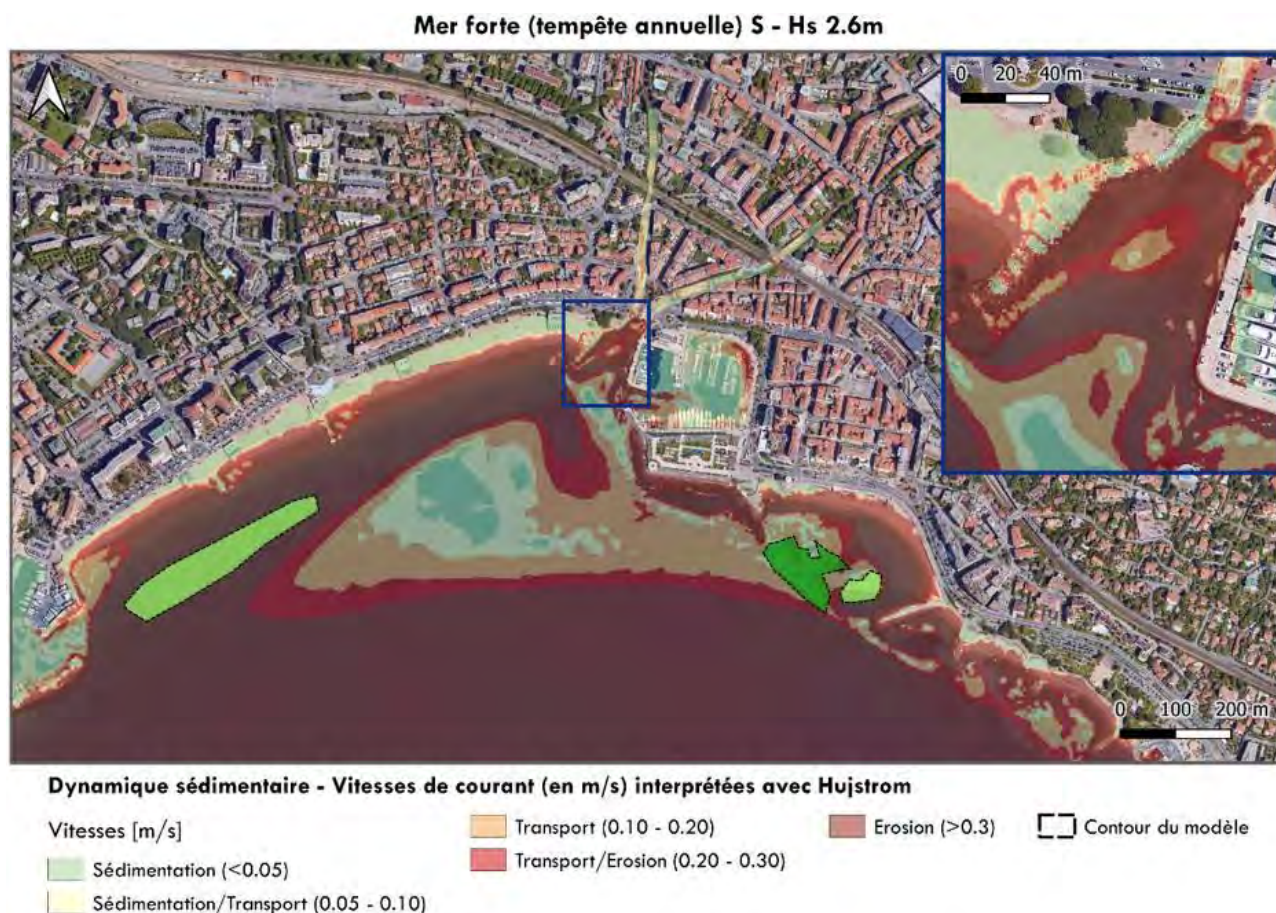 Mer forte (tempête annuelle) S - Hs 2.6m
0 20 40 m
0 100 200 m
Dynamique sédimentaire - Vitesses de courant (en m/s) interprétées avec Hujstrom
Vitesses [m/s]
Sédimentation (<0.05)
Sédimentation/Transport (0.05 - 0.10)
Transport (0.10 - 0.20)
Transport/Erosion (0.20 - 0.30)
Erosion (>0.3)
Contour du modèle